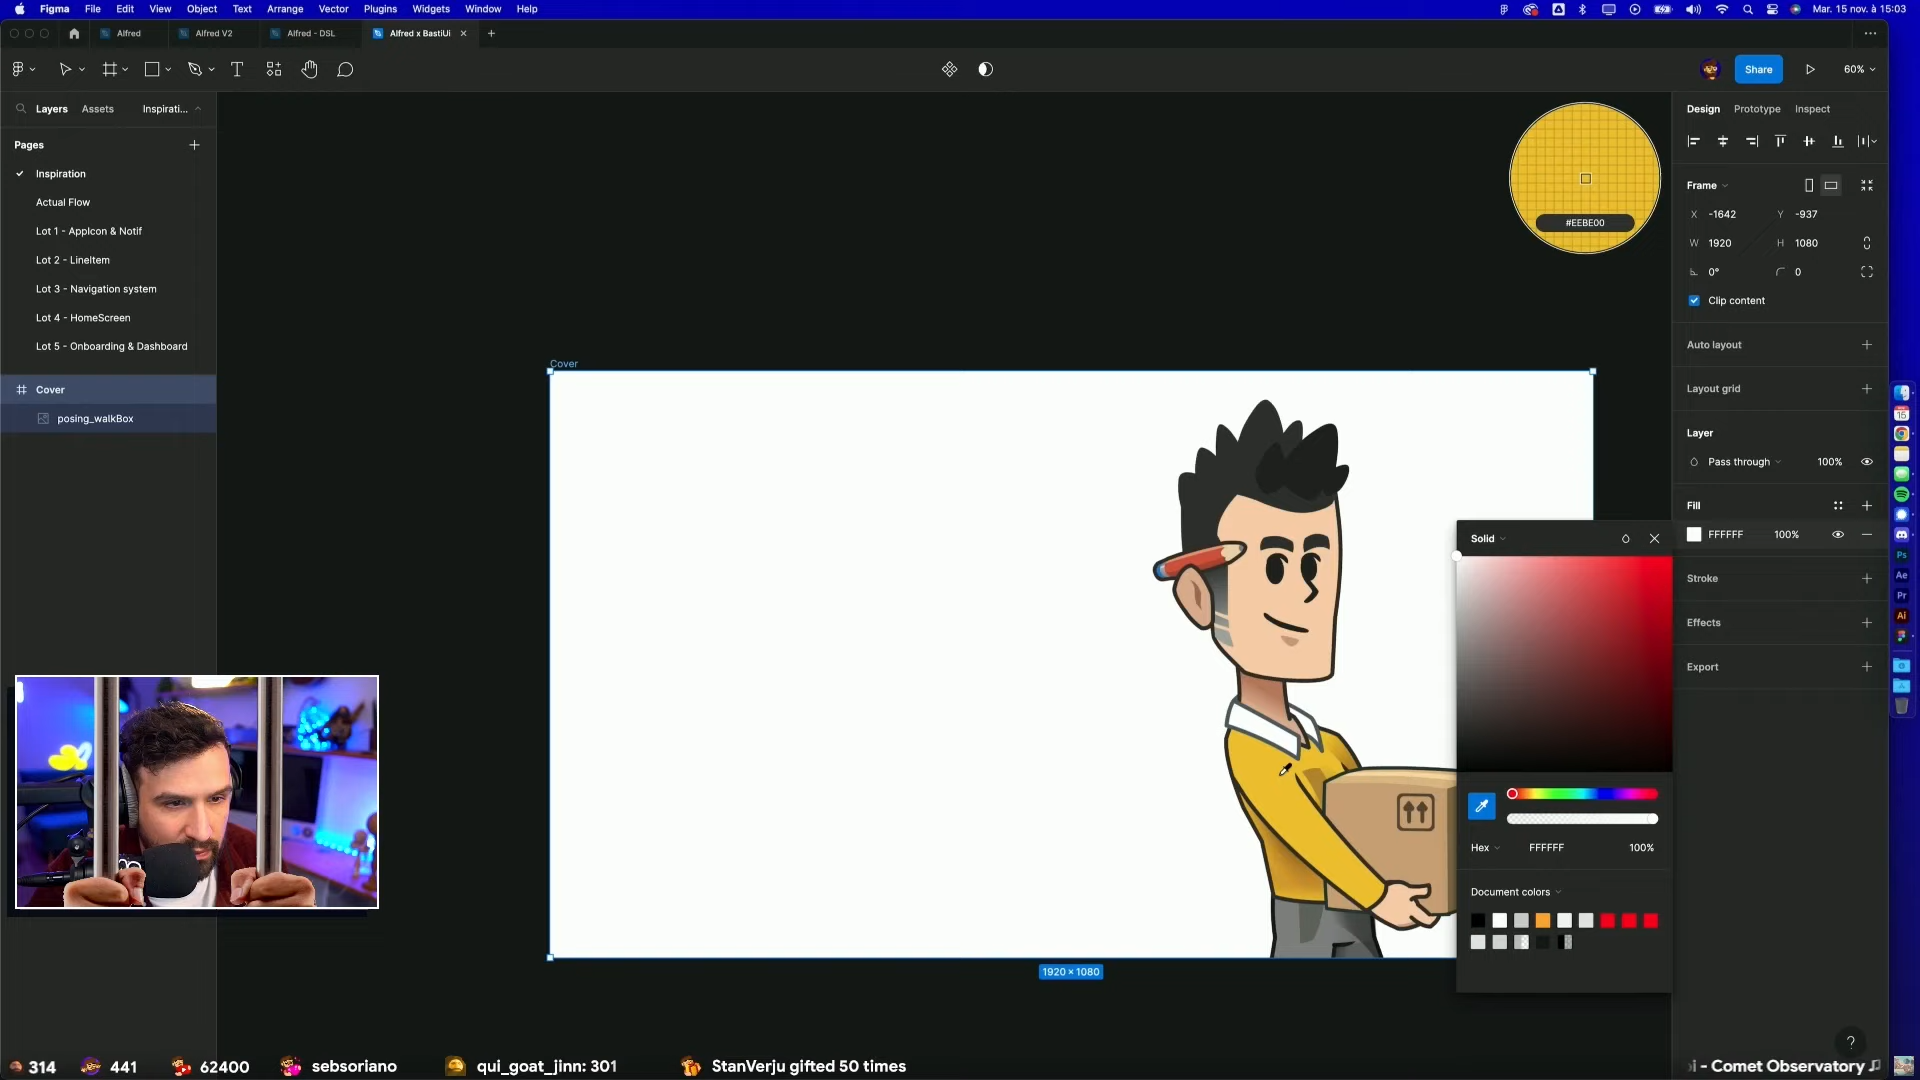 Figma File Edit View Object Text Arrange Vector Plugins Widgets Window Help
Mar. 15 nov. à 15:03
Alfred
Alfred V2
Alfred - DSL
Alfred x BastiUi
Share
60%
Layers
Assets
Inspirati...
Pages
Inspiration
Actual Flow
Lot 1 - AppIcon & Notif
Lot 2 - LineItem
Lot 3 - Navigation system
Lot 4 - HomeScreen
Lot 5 - Onboarding & Dashboard
Cover
posing_walkBox
Cover
1920 × 1080
#EEBE00
Design
Prototype
Inspect
Frame
X -1642
Y -937
W 1920
H 1080
0°
0
Clip content
Auto layout
Layout grid
Layer
Pass through
100%
Fill
FFFFFF
100%
Stroke
Effects
Export
Solid
Hex
FFFFFF
100%
Document colors
15
Ps
Ae
Pr
Ai
?
314
441
62400
sebsoriano
qui_goat_jinn: 301
StanVerju gifted 50 times
- Comet Observatory